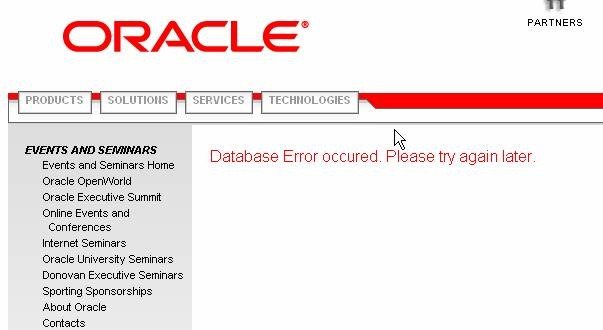 ORACLE®
PARTNERS
PRODUCTS SOLUTIONS SERVICES TECHNOLOGIES
EVENTS AND SEMINARS
Events and Seminars Home
Oracle OpenWorld
Oracle Executive Summit
Online Events and
Conferences
Internet Seminars
Oracle University Seminars
Donovan Executive Seminars
Sporting Sponsorships
About Oracle
Contacts
Database Error occured. Please try again later.